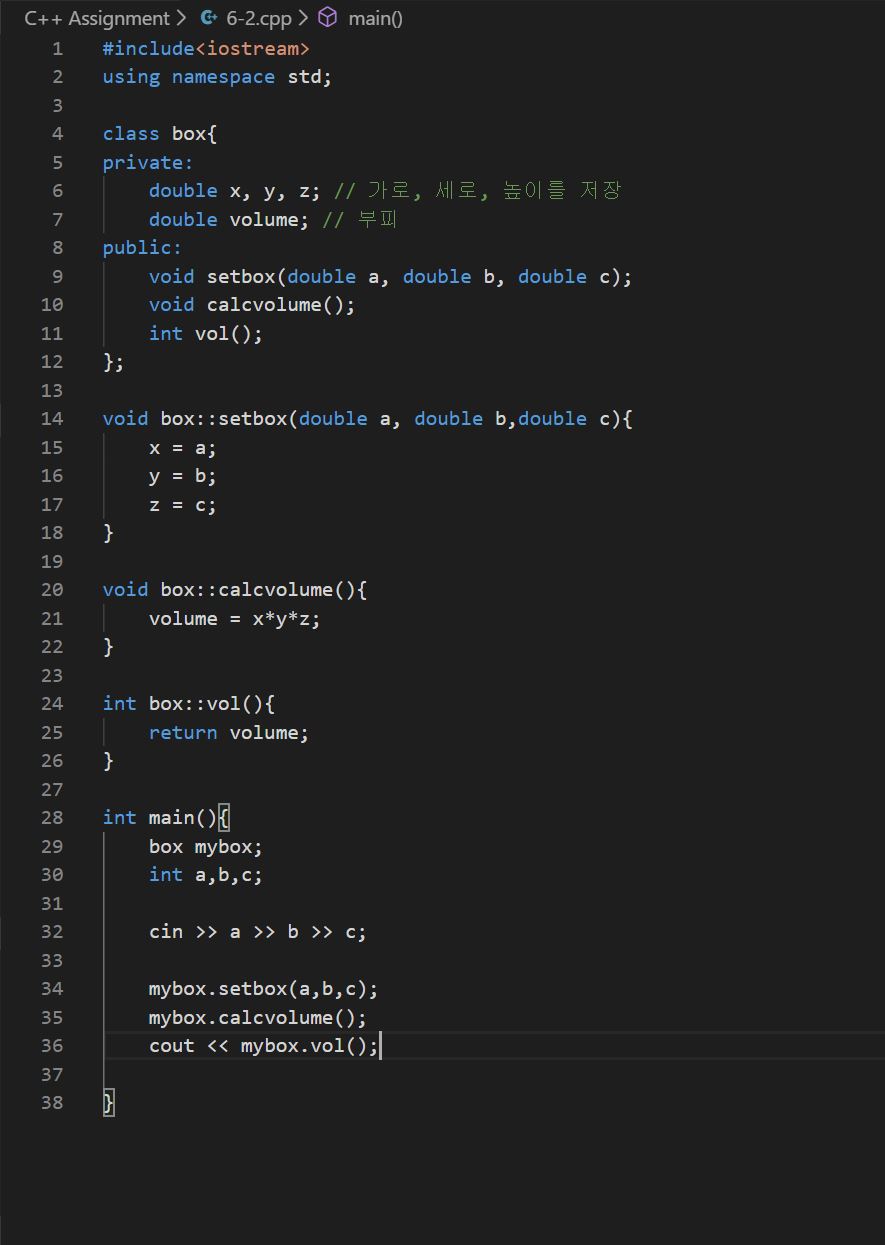 C++ Assignment > 6-2.cpp > main()
1 #include<iostream>
2 using namespace std;
3
4 class box{
5 private:
6     double x, y, z; // 가로, 세로, 높이를 저장
7     double volume; // 부피
8 public:
9     void setbox(double a, double b, double c);
10     void calcvolume();
11     int vol();
12 };
13
14 void box::setbox(double a, double b,double c){
15     x = a;
16     y = b;
17     z = c;
18 }
19
20 void box::calcvolume(){
21     volume = x*y*z;
22 }
23
24 int box::vol(){
25     return volume;
26 }
27
28 int main(){
29     box mybox;
30     int a,b,c;
31
32     cin >> a >> b >> c;
33
34     mybox.setbox(a,b,c);
35     mybox.calcvolume();
36     cout << mybox.vol();
37
38 }